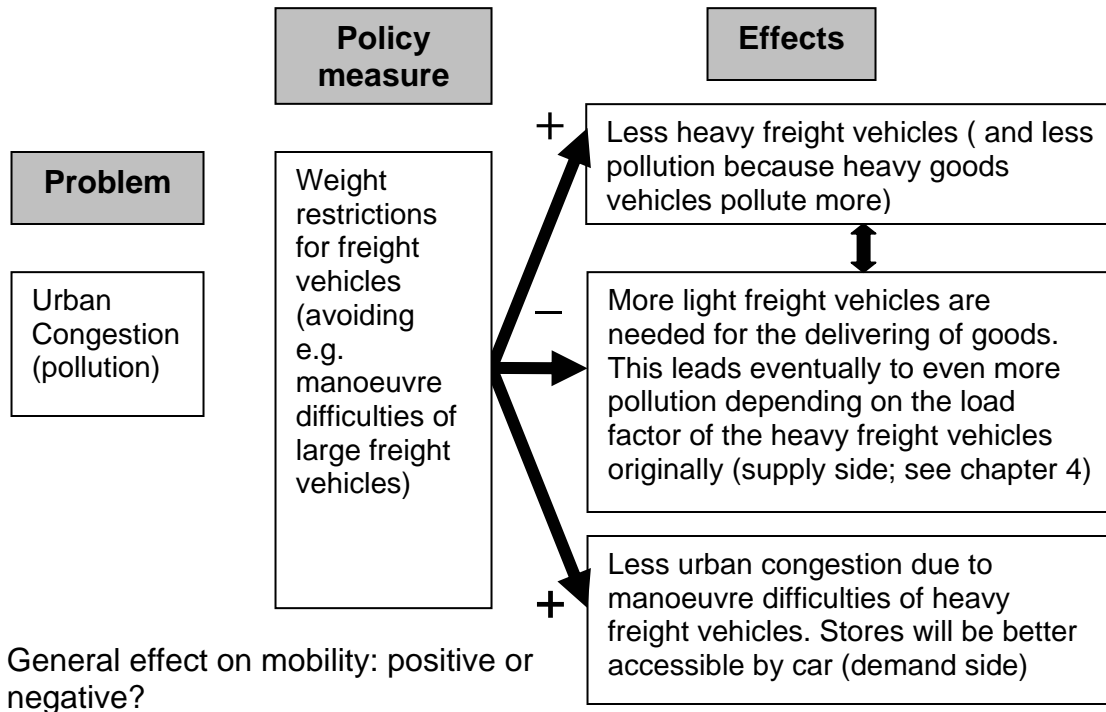 Problem
Urban
Congestion
(pollution)
Policy
measure
Weight
restrictions
for freight
vehicles
(avoiding
e.g.
manoeuvre
difficulties of
large freight
vehicles)
Effects
+
Less heavy freight vehicles ( and less
pollution because heavy goods
vehicles pollute more)
–
More light freight vehicles are
needed for the delivering of goods.
This leads eventually to even more
pollution depending on the load
factor of the heavy freight vehicles
originally (supply side; see chapter 4)
+
Less urban congestion due to
manoeuvre difficulties of heavy
freight vehicles. Stores will be better
accessible by car (demand side)
General effect on mobility: positive or
negative?